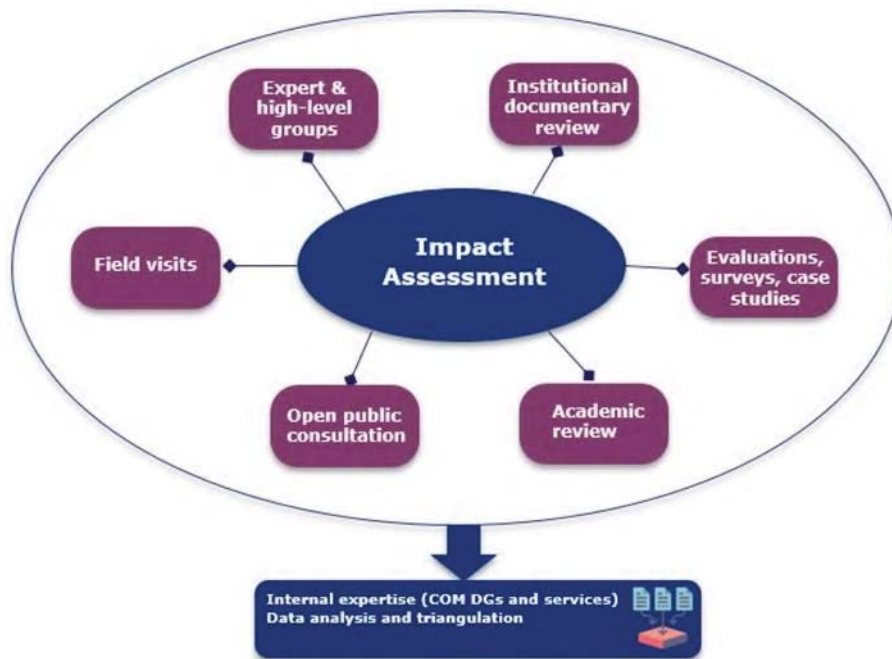 Expert &
high-level
groups
Institutional
documentary
review
Impact
Assessment
Field visits
Evaluations,
surveys, case
studies
Open public
consultation
Academic
review
Internal expertise (COM DGs and services)
Data analysis and triangulation